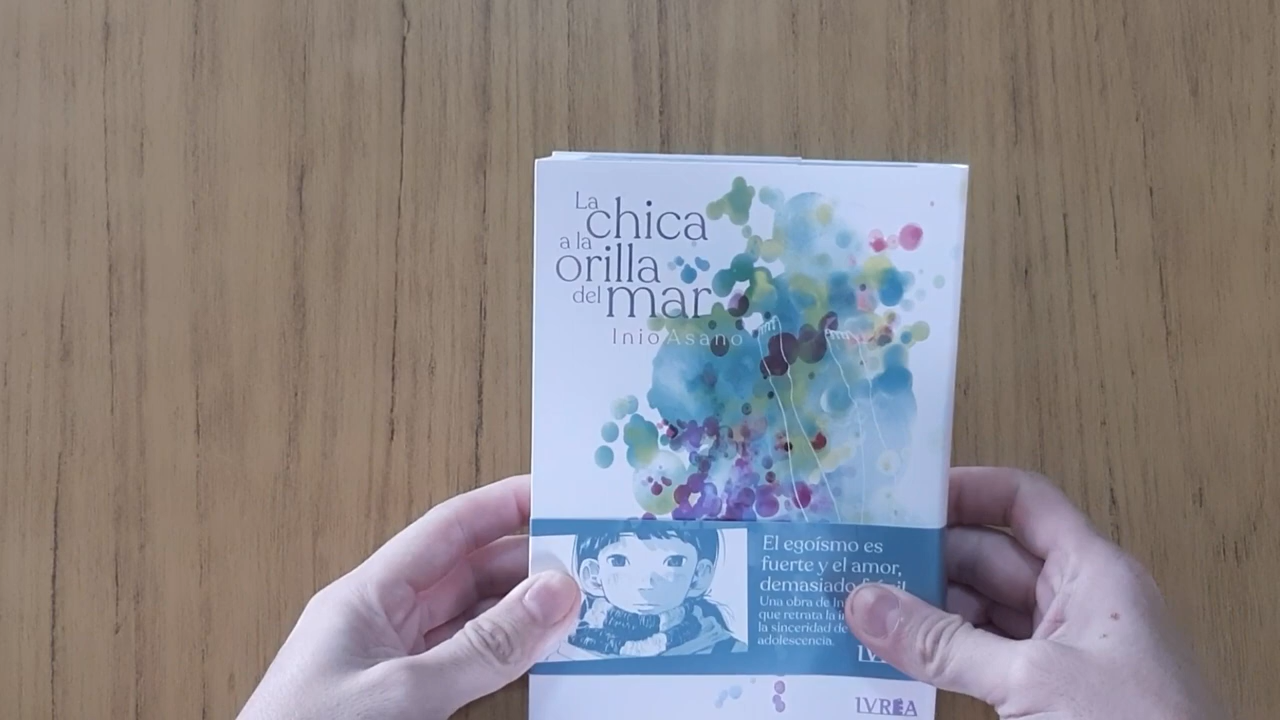 La
chica
a la
orilla
del mar
Inio Asano
El egoísmo es
fuerte y el amor,
demasiado
Una obra de
que retrata la
la sinceridad de
adolescencia.
IVREA